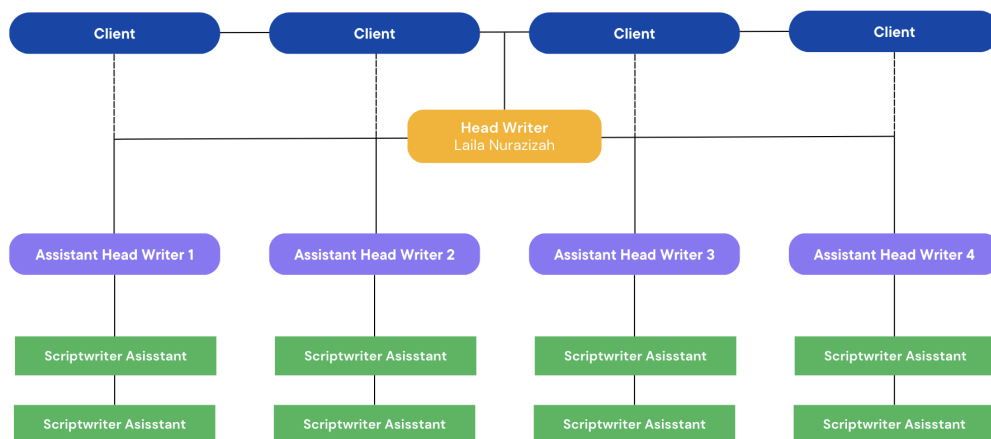 Client
Client
Client
Client
Head Writer
Laila Nurazizah
Assistant Head Writer 1
Assistant Head Writer 2
Assistant Head Writer 3
Assistant Head Writer 4
Scriptwriter Asisstant
Scriptwriter Asisstant
Scriptwriter Asisstant
Scriptwriter Asisstant
Scriptwriter Asisstant
Scriptwriter Asisstant
Scriptwriter Asisstant
Scriptwriter Asisstant